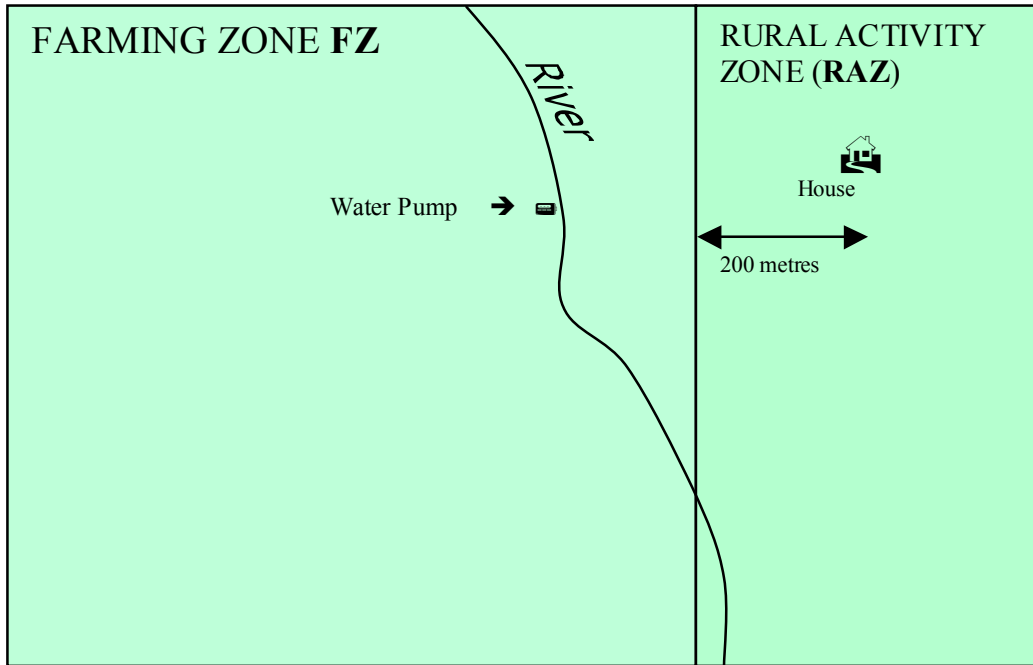 FARMING ZONE FZ
RURAL ACTIVITY
ZONE (RAZ)
River
House
Water Pump
200 metres